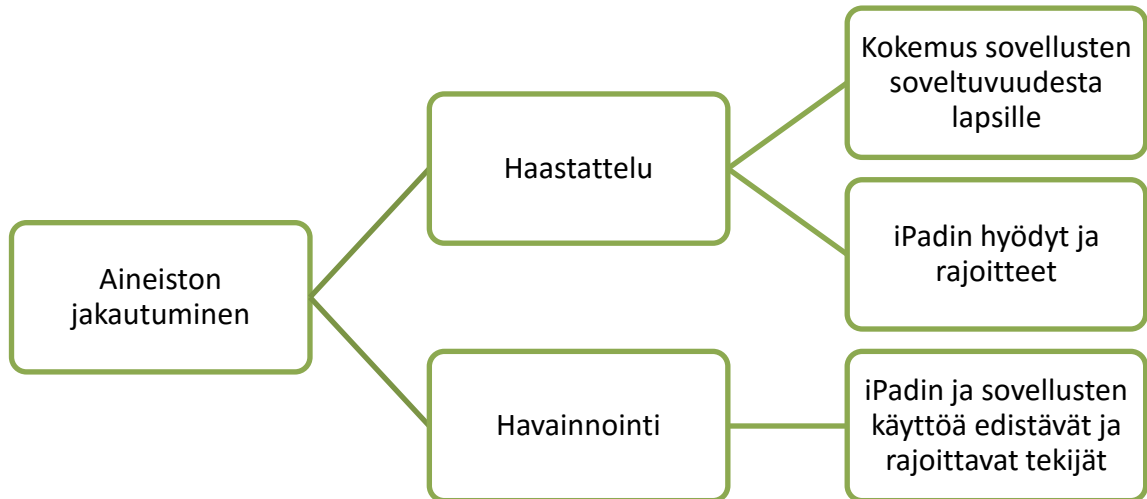 Aineiston
jakautuminen
Haastattelu
Kokemus sovellusten
soveltuvuudesta
lapsille
iPadin hyödyt ja
rajoitteet
Havainnointi
iPadin ja sovellusten
käyttöä edistävät ja
rajoittavat tekijät